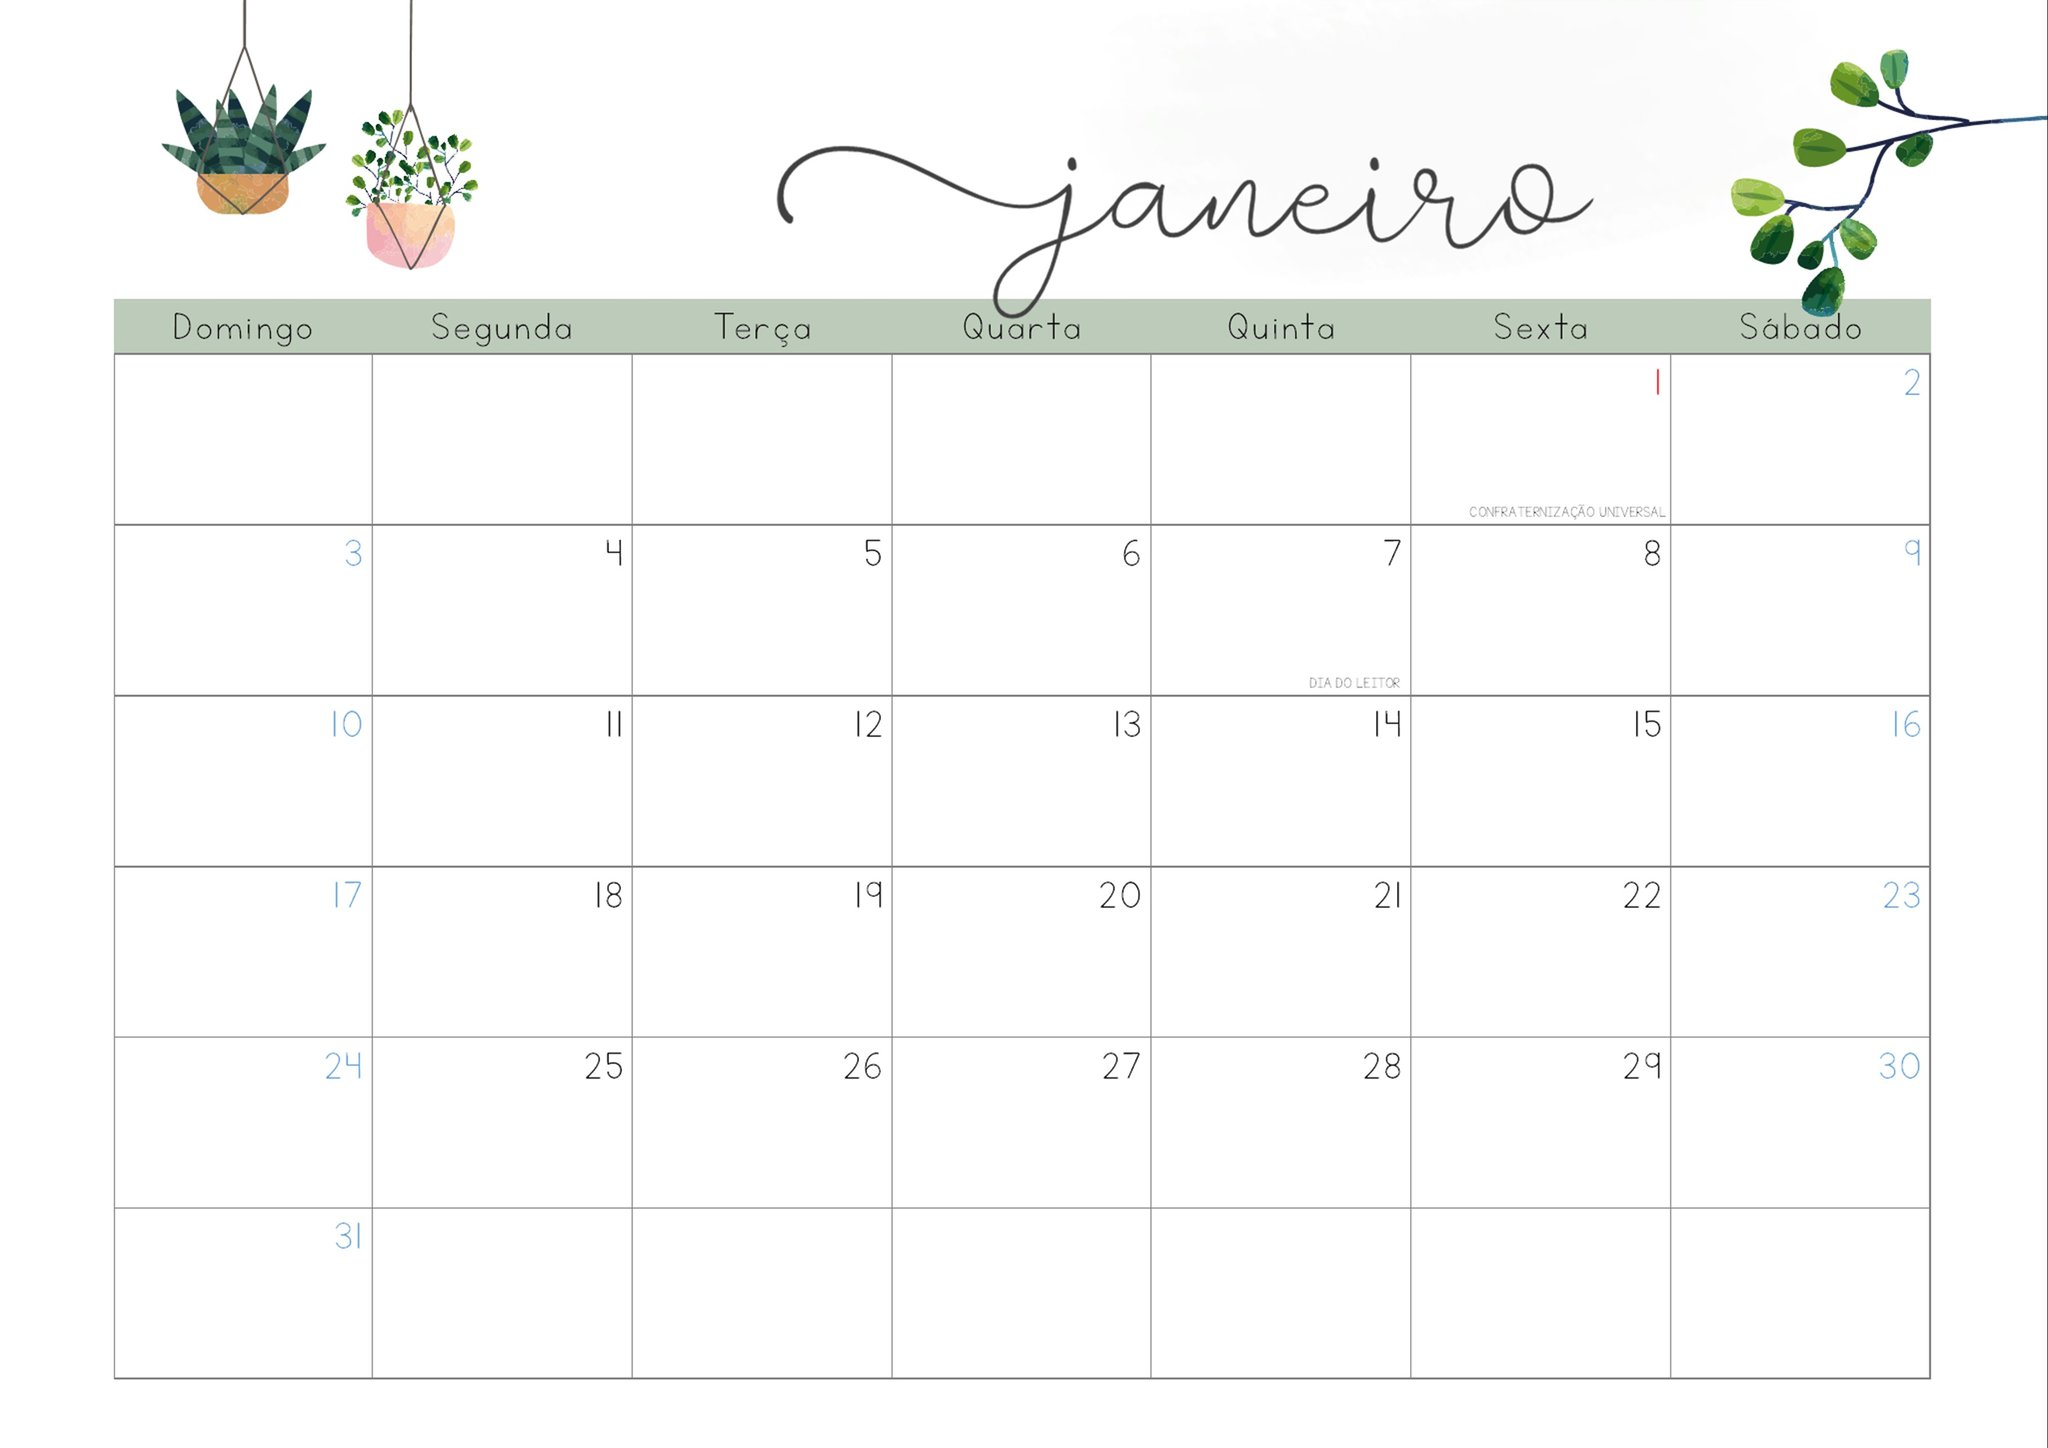 janeiro
Domingo Segunda Terça Quarta Quinta Sexta Sábado
1 2
CONFRATERNIZAÇÃO UNIVERSAL
3 4 5 6 7 8 9
DIA DO LEITOR
10 11 12 13 14 15 16
17 18 19 20 21 22 23
24 25 26 27 28 29 30
31